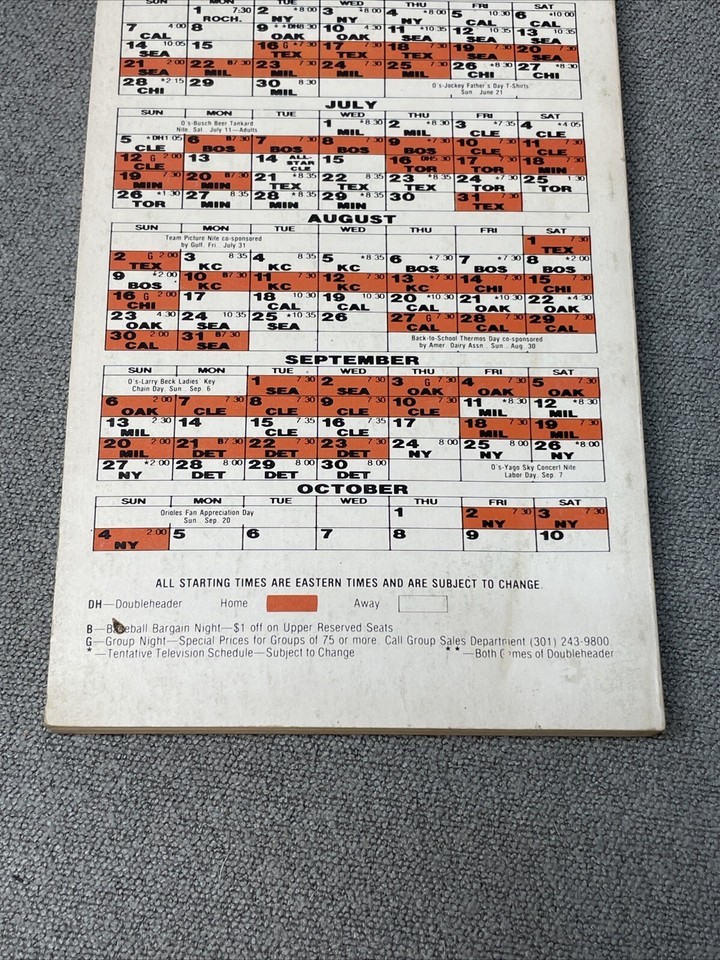 SUN MON TUE WED THU FRI SAT
1 7:30 2 *8:00 3 *8:00 4 *8:00 5 10:30 6 *10:00
ROCH. NY NY NY CAL CAL
7 4:00 8 9 **DH8:30 10 8:30 11 *10:35 12 10:35 13 10:35
CAL OAK OAK SEA SEA SEA
14 10:05 15 16 G *7:30 17 7:30 18 7:30 19 7:30 20 7:30
SEA TEX TEX TEX SEA SEA
21 2:00 22 B7:30 23 7:30 24 7:30 25 7:30 26 *8:30 27 *8:30
SEA MIL MIL MIL MIL CHI CHI
28 *2:15 29 30 8:30 O's-Jockey Father's Day T-Shirts
CHI MIL Sun. June 21
JULY
SUN MON TUE WED THU FRI SAT
O's-Busch Beer Tankard 1 *8:30 2 *8:30 3 *7:35 4 *4:05
Nite. Sat. July 11—Adults MIL MIL CLE CLE
5 *DH1:05 6 B7:30 7 7:30 8 7:30 9 *7:30 10 7:30 11 7:30
CLE BOS BOS BOS BOS CLE CLE
12 G 2:00 13 14 ALL- 15 16 DH5:30 17 7:30 18 7:30
CLE STAR CLE TOR TOR MIN
19 7:30 20 B7:30 21 *8:35 22 *8:35 23 *8:35 24 *7:30 25 1:30
MIN MIN TEX TEX TEX TOR TOR
26 *1:30 27 8:35 28 *8:35 29 *8:35 30 31 7:30
TOR MIN MIN MIN TEX
AUGUST
SUN MON TUE WED THU FRI SAT
Team Picture Nite co-sponsored 1 7:30
by Gulf. Fri. July 31 TEX
2 G 2:00 3 8:35 4 8:35 5 *8:35 6 *7:30 7 *7:30 8 *2:00
TEX KC KC KC BOS BOS BOS
9 *2:00 10 B7:30 11 7:30 12 7:30 13 *7:30 14 7:30 15 7:30
BOS KC KC KC KC CHI CHI
16 G 2:00 17 18 10:30 19 10:30 20 *10:30 21 *10:30 22 *4:30
CHI CAL CAL CAL OAK OAK
23 4:30 24 10:35 25 *10:35 26 27 G 7:30 28 7:30 29 7:30
OAK SEA SEA CAL CAL CAL
30 2:00 31 B7:30 Back-to-School Thermos Day co-sponsored
CAL SEA by Amer. Dairy Assn.. Sun.. Aug. 30
SEPTEMBER
SUN MON TUE WED THU FRI SAT
O's-Larry Beck Ladies' Key 1 7:30 2 7:30 3 G 7:30 4 7:30 5 7:30
Chain Day. Sun.. Sep. 6 SEA SEA OAK OAK OAK
6 2:00 7 7:30 8 7:30 9 7:30 10 7:30 11 *8:30 12 *8:30
OAK CLE CLE CLE CLE MIL MIL
13 2:30 14 15 7:35 16 7:35 17 18 7:30 19 7:30
MIL CLE CLE MIL MIL
20 2:00 21 B7:30 22 7:30 23 7:30 24 8:00 25 8:00 26 *8:00
MIL DET DET DET NY NY NY
27 *2:00 28 8:00 29 8:00 30 8:00 O's-Yago Sky Concert Nite
NY DET DET DET Labor Day. Sep. 7
OCTOBER
SUN MON TUE WED THU FRI SAT
Orioles Fan Appreciation Day 1 2 7:30 3 7:30
Sun.. Sep. 20 NY NY
4 2:00 5 6 7 8 9 10
NY
ALL STARTING TIMES ARE EASTERN TIMES AND ARE SUBJECT TO CHANGE.
DH—Doubleheader Home Away
B—Baseball Bargain Night—$1 off on Upper Reserved Seats
G—Group Night—Special Prices for Groups of 75 or more. Call Group Sales Department (301) 243-9800
*—Tentative Television Schedule—Subject to Change **—Both Games of Doubleheader